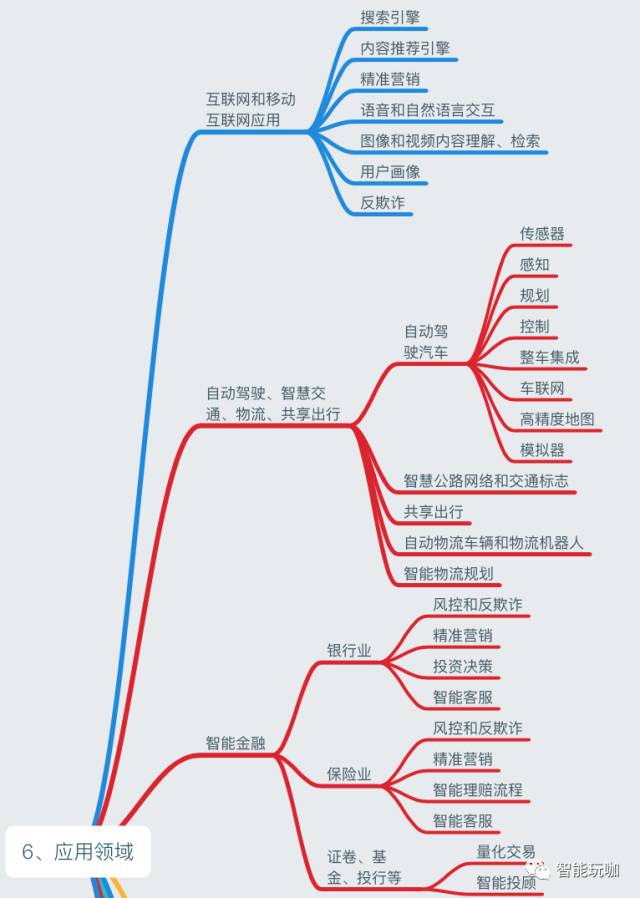 搜索引擎
内容推荐引擎
互联网和移动
互联网应用
精准营销
语音和自然语言交互
图像和视频内容理解、检索
用户画像
反欺诈
自动驾驶、智慧交
通、物流、共享出行
自动驾
驶汽车
传感器
感知
规划
控制
整车集成
车联网
高精度地图
模拟器
智慧公路网络和交通标志
共享出行
自动物流车辆和物流机器人
智能物流规划
智能金融
银行业
风控和反欺诈
精准营销
投资决策
智能客服
保险业
风控和反欺诈
精准营销
智能理赔流程
智能客服
证卷、基
金、投行等
量化交易
智能投顾
6、应用领域
智能玩咖